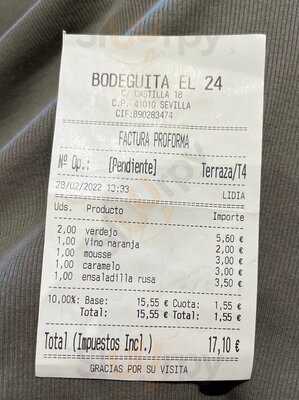 BODEGUITA EL 24
C/ CASTILLA 18
C.P. 41010 SEVILLA
CIF:B90283474
FACTURA PROFORMA
Nº Op.: [Pendiente] Terraza/T4
28/02/2022 13:33 LIDIA
Uds. Producto Importe
2,00 verdejo 5,60 €
1,00 Vino naranja 2,00 €
1,00 mousse 3,00 €
1,00 caramelo 3,00 €
1,00 ensaladilla rusa 3,50 €
10,00%: Base: 15,55 € Cuota: 1,55 €
Total: 15,55 € Total: 1,55 €
Total (Impuestos Incl.) 17,10 €
GRACIAS POR SU VISITA